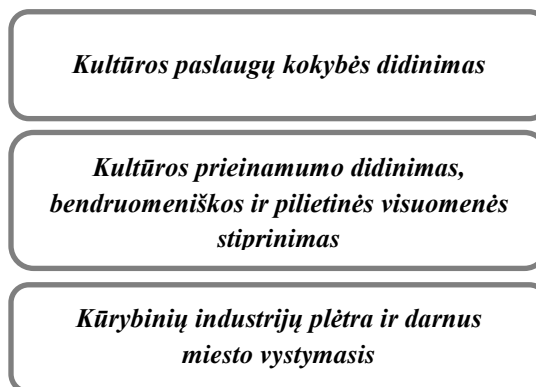 Kultūros paslaugų kokybės didinimas
Kultūros prieinamumo didinimas,
bendruomeniškos ir pilietinės visuomenės
stiprinimas
Kūrybinių industrijų plėtra ir darnus
miesto vystymasis